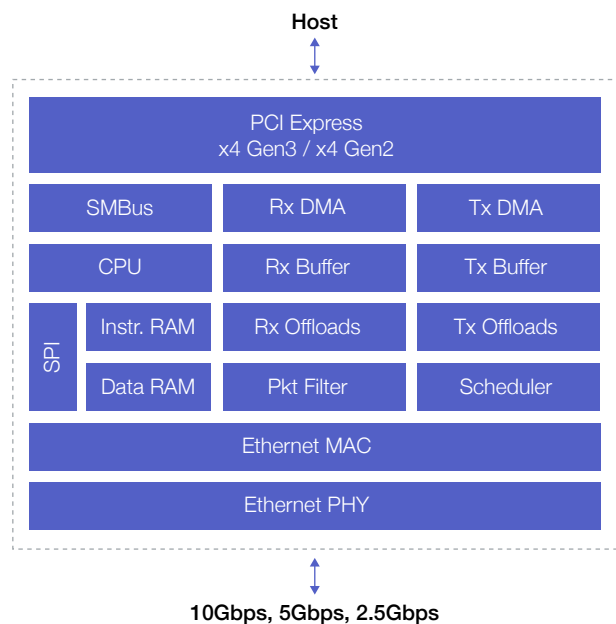 Host
PCI Express
x4 Gen3 / x4 Gen2
SMBus
Rx DMA
Tx DMA
CPU
Rx Buffer
Tx Buffer
SPI
Instr. RAM
Rx Offloads
Tx Offloads
Data RAM
Pkt Filter
Scheduler
Ethernet MAC
Ethernet PHY
10Gbps, 5Gbps, 2.5Gbps